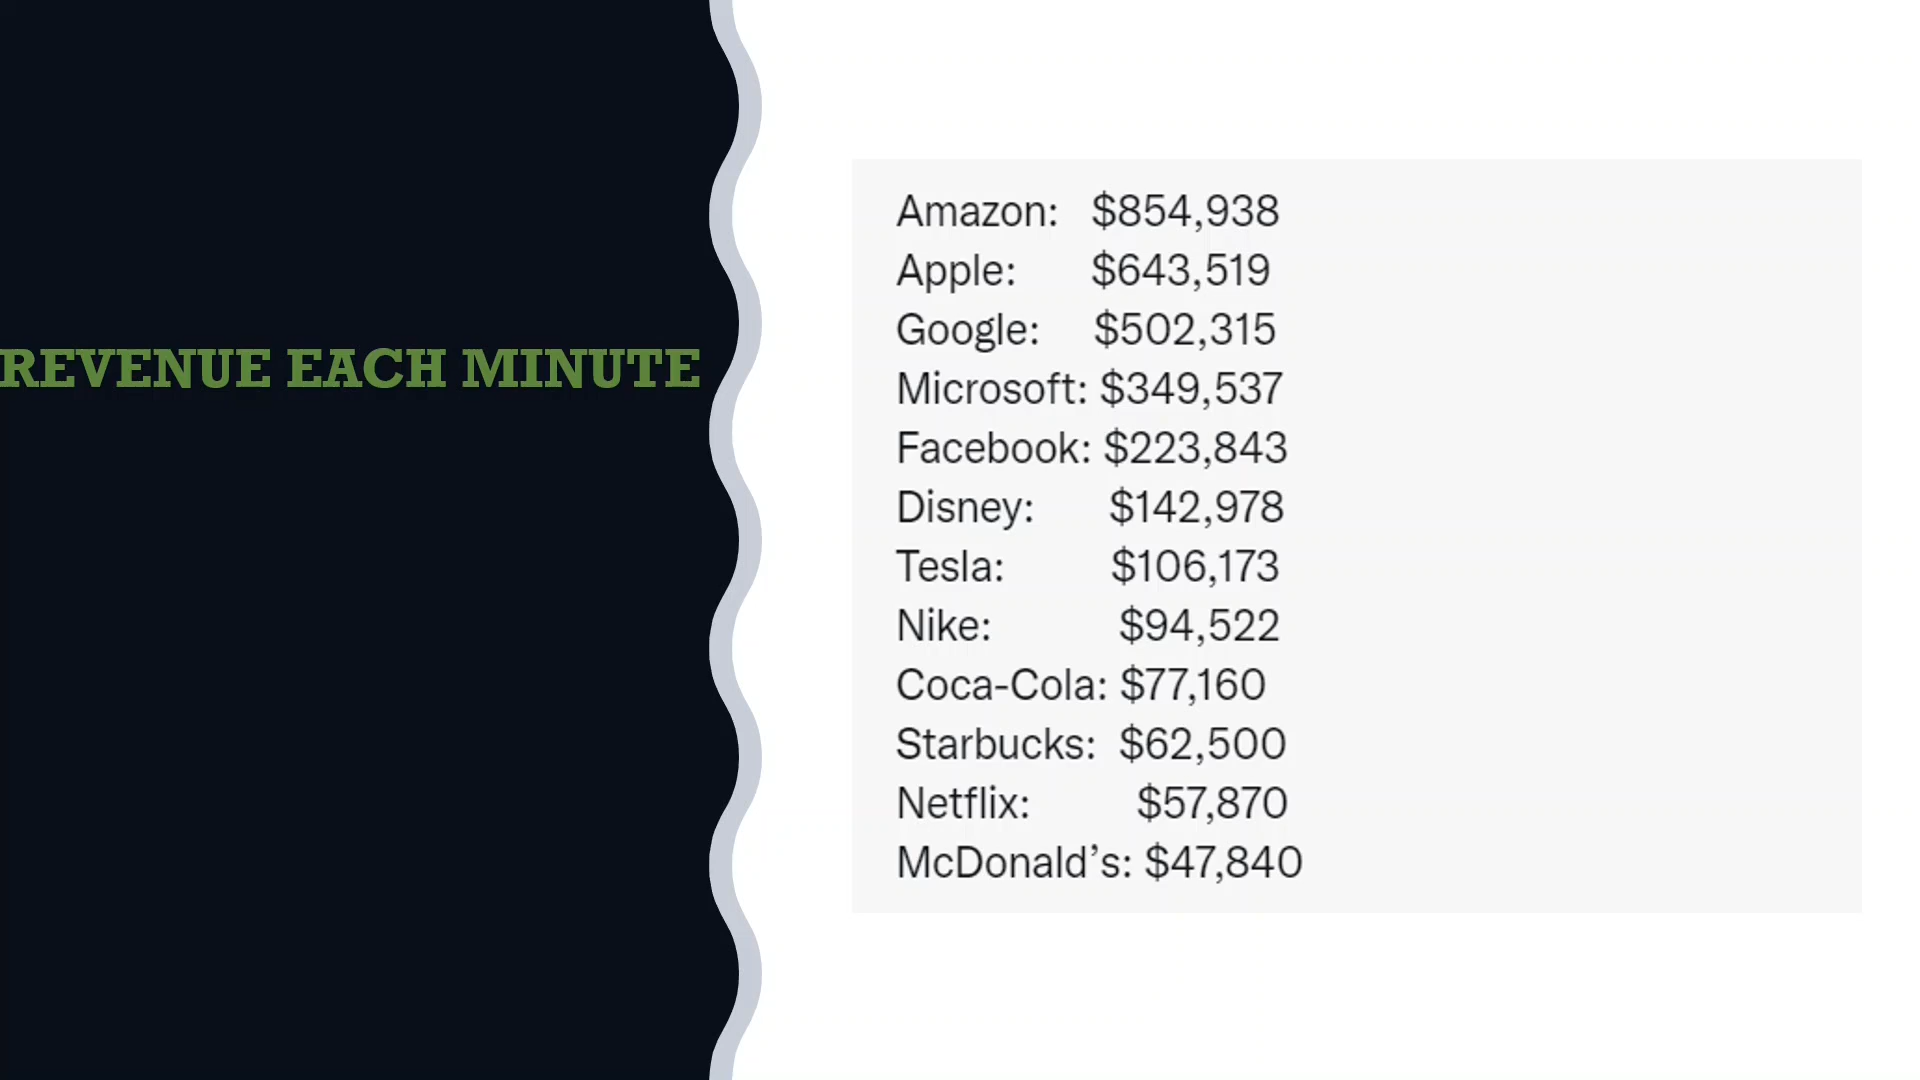 REVENUE EACH MINUTE
Amazon: $854,938
Apple: $643,519
Google: $502,315
Microsoft: $349,537
Facebook: $223,843
Disney: $142,978
Tesla: $106,173
Nike: $94,522
Coca-Cola: $77,160
Starbucks: $62,500
Netflix: $57,870
McDonald’s: $47,840